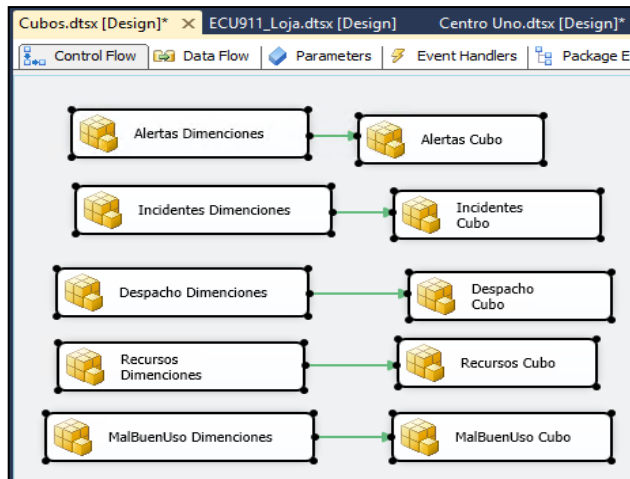 Cubos.dtsx [Design]* ECU911_Loja.dtsx [Design] Centro Uno.dtsx [Design]*
Control Flow Data Flow Parameters Event Handlers Package E
Alertas Dimenciones
Alertas Cubo
Incidentes Dimenciones
Incidentes
Cubo
Despacho Dimenciones
Despacho
Cubo
Recursos
Dimenciones
Recursos Cubo
MalBuenUso Dimenciones
MalBuenUso Cubo